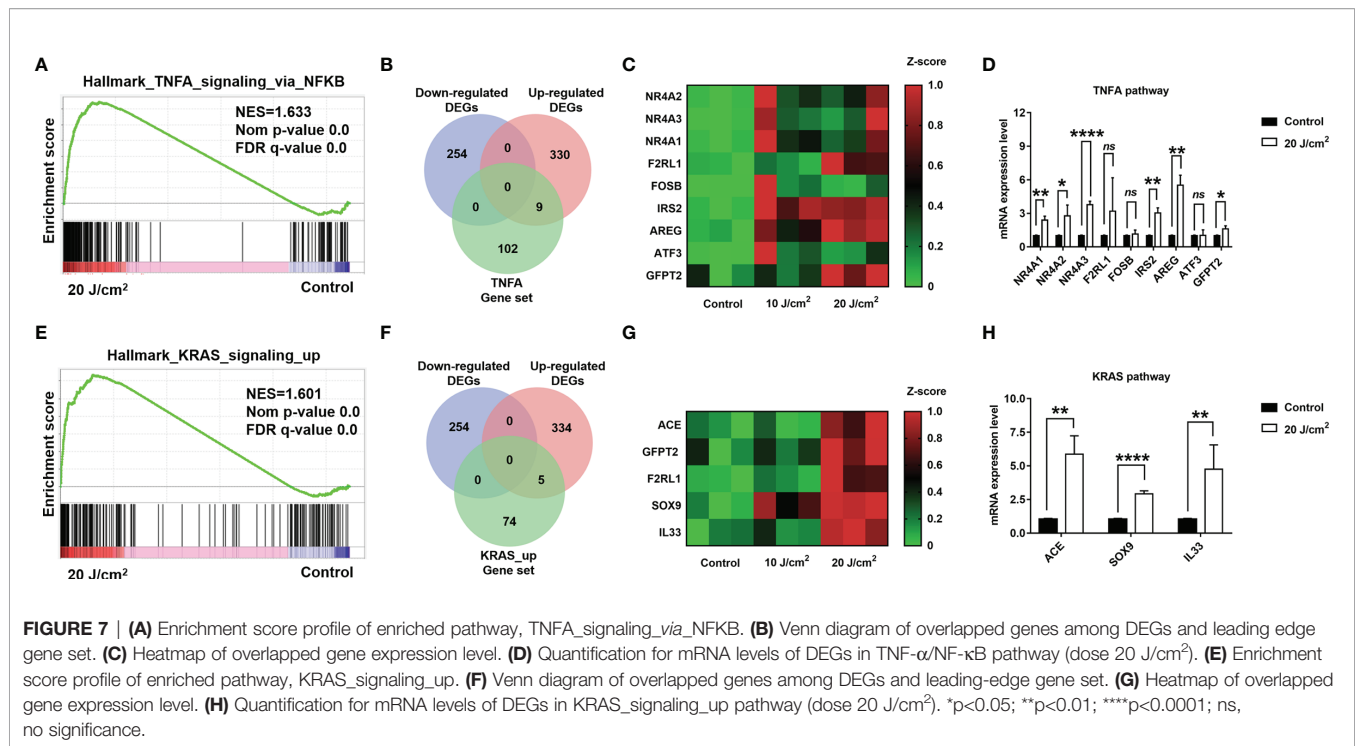 A
Hallmark_TNFA_signaling_via_NFKB
NES=1.633
Nom p-value 0.0
FDR q-value 0.0
Enrichment score
20 J/cm²
Control
B
Down-regulated
DEGs
Up-regulated
DEGs
254
0
330
0
0
9
102
TNFA
Gene set
C
Z-score
NR4A2
NR4A3
NR4A1
F2RL1
FOSB
IRS2
AREG
ATF3
GFPT2
Control
10 J/cm²
20 J/cm²
1.0
0.8
0.6
0.4
0.2
0
D
TNFA pathway
Control
20 J/cm²
mRNA expression level
12
9
6
3
0
**
*
****
ns
ns
**
**
ns
*
NR4A1
NR4A2
NR4A3
F2RL1
FOSB
IRS2
AREG
ATF3
GFPT2
E
Hallmark_KRAS_signaling_up
NES=1.601
Nom p-value 0.0
FDR q-value 0.0
Enrichment score
20 J/cm²
Control
F
Down-regulated
DEGs
Up-regulated
DEGs
254
0
334
0
0
5
74
KRAS_up
Gene set
G
Z-score
ACE
GFPT2
F2RL1
SOX9
IL33
Control
10 J/cm²
20 J/cm²
1.0
0.8
0.6
0.4
0.2
0
H
KRAS pathway
Control
20 J/cm²
mRNA expression level
10.0
7.5
5.0
2.5
0.0
**
****
**
ACE
SOX9
IL33
FIGURE 7 | (A) Enrichment score profile of enriched pathway, TNFA_signaling_via_NFKB. (B) Venn diagram of overlapped genes among DEGs and leading edge
gene set. (C) Heatmap of overlapped gene expression level. (D) Quantification for mRNA levels of DEGs in TNF-α/NF-κB pathway (dose 20 J/cm²). (E) Enrichment
score profile of enriched pathway, KRAS_signaling_up. (F) Venn diagram of overlapped genes among DEGs and leading-edge gene set. (G) Heatmap of overlapped
gene expression level. (H) Quantification for mRNA levels of DEGs in KRAS_signaling_up pathway (dose 20 J/cm²). *p<0.05; **p<0.01; ****p<0.0001; ns,
no significance.